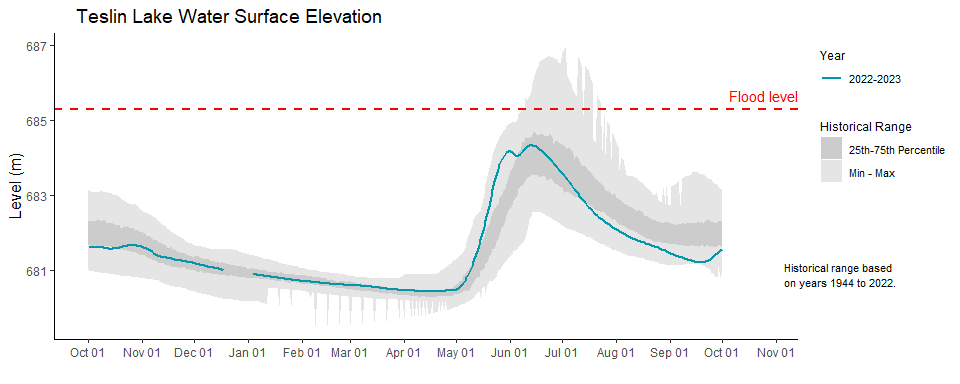 Teslin Lake Water Surface Elevation
Level (m)
687
685
683
681
Flood level
Oct 01 Nov 01 Dec 01 Jan 01 Feb 01 Mar 01 Apr 01 May 01 Jun 01 Jul 01 Aug 01 Sep 01 Oct 01 Nov 01
Year
2022-2023
Historical Range
25th-75th Percentile
Min - Max
Historical range based
on years 1944 to 2022.